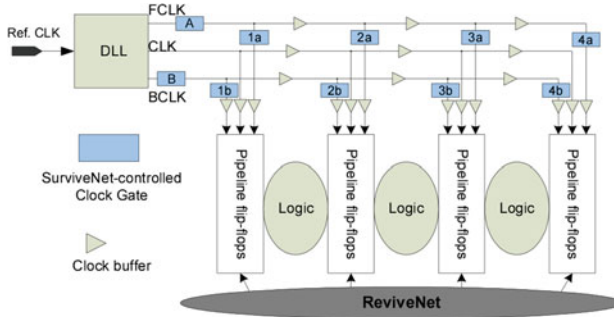 FCLK
A
Ref. CLK
DLL
CLK
1a
2a
3a
4a
B
BCLK
1b
2b
3b
4b
SurviveNet-controlled
Clock Gate
Clock buffer
Pipeline flip-flops
Logic
Pipeline flip-flops
Logic
Pipeline flip-flops
Logic
Pipeline flip-flops
ReviveNet